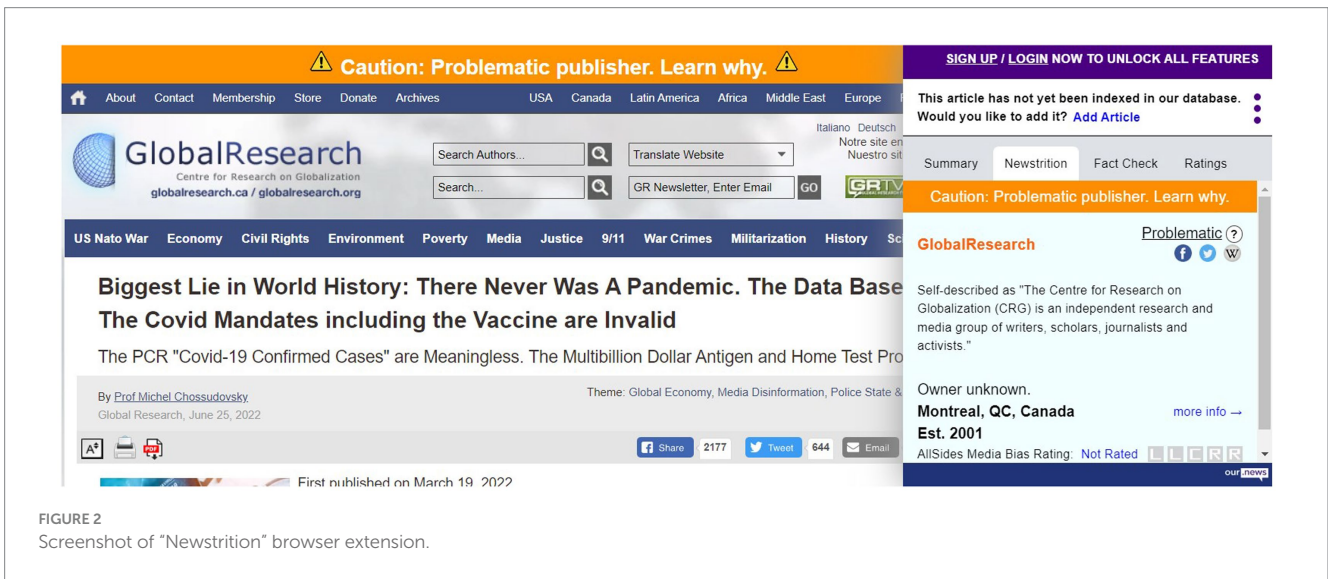 Caution: Problematic publisher. Learn why.
About Contact Membership Store Donate Archives USA Canada Latin America Africa Middle East Europe
Italiano Deutsch
Notre site en
Nuestro sit
GlobalResearch
Centre for Research on Globalization
globalresearch.ca / globalresearch.org
Search Authors...
Translate Website
Search...
GR Newsletter, Enter Email GO
GRTV
US Nato War Economy Civil Rights Environment Poverty Media Justice 9/11 War Crimes Militarization History Sc
Biggest Lie in World History: There Never Was A Pandemic. The Data Base
The Covid Mandates including the Vaccine are Invalid
The PCR "Covid-19 Confirmed Cases" are Meaningless. The Multibillion Dollar Antigen and Home Test Pro
By Prof Michel Chossudovsky
Theme: Global Economy, Media Disinformation, Police State &
Global Research, June 25, 2022
Share 2177 Tweet 644 Email
First published on March 19, 2022
SIGN UP / LOGIN NOW TO UNLOCK ALL FEATURES
This article has not yet been indexed in our database.
Would you like to add it? Add Article
Summary Newstrition Fact Check Ratings
Caution: Problematic publisher. Learn why.
GlobalResearch
Problematic ?
Self-described as "The Centre for Research on
Globalization (CRG) is an independent research and
media group of writers, scholars, journalists and
activists."
Owner unknown.
Montreal, QC, Canada more info →
Est. 2001
AllSides Media Bias Rating: Not Rated L L C R R
our.news
FIGURE 2
Screenshot of “Newstrition” browser extension.